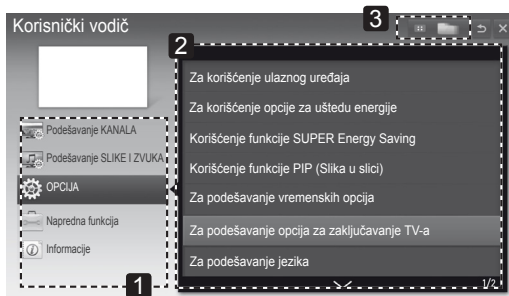 Korisnički vodič
3
2
Za korišćenje ulaznog uređaja
Za korišćenje opcije za uštedu energije
Korišćenje funkcije SUPER Energy Saving
Korišćenje funkcije PIP (Slika u slici)
Za podešavanje vremenskih opcija
Za podešavanje opcija za zaključavanje TV-a
Za podešavanje jezika
1/2
Podešavanje KANALA
Podešavanje SLIKE I ZVUKA
OPCIJA
Napredna funkcija
Informacije
1